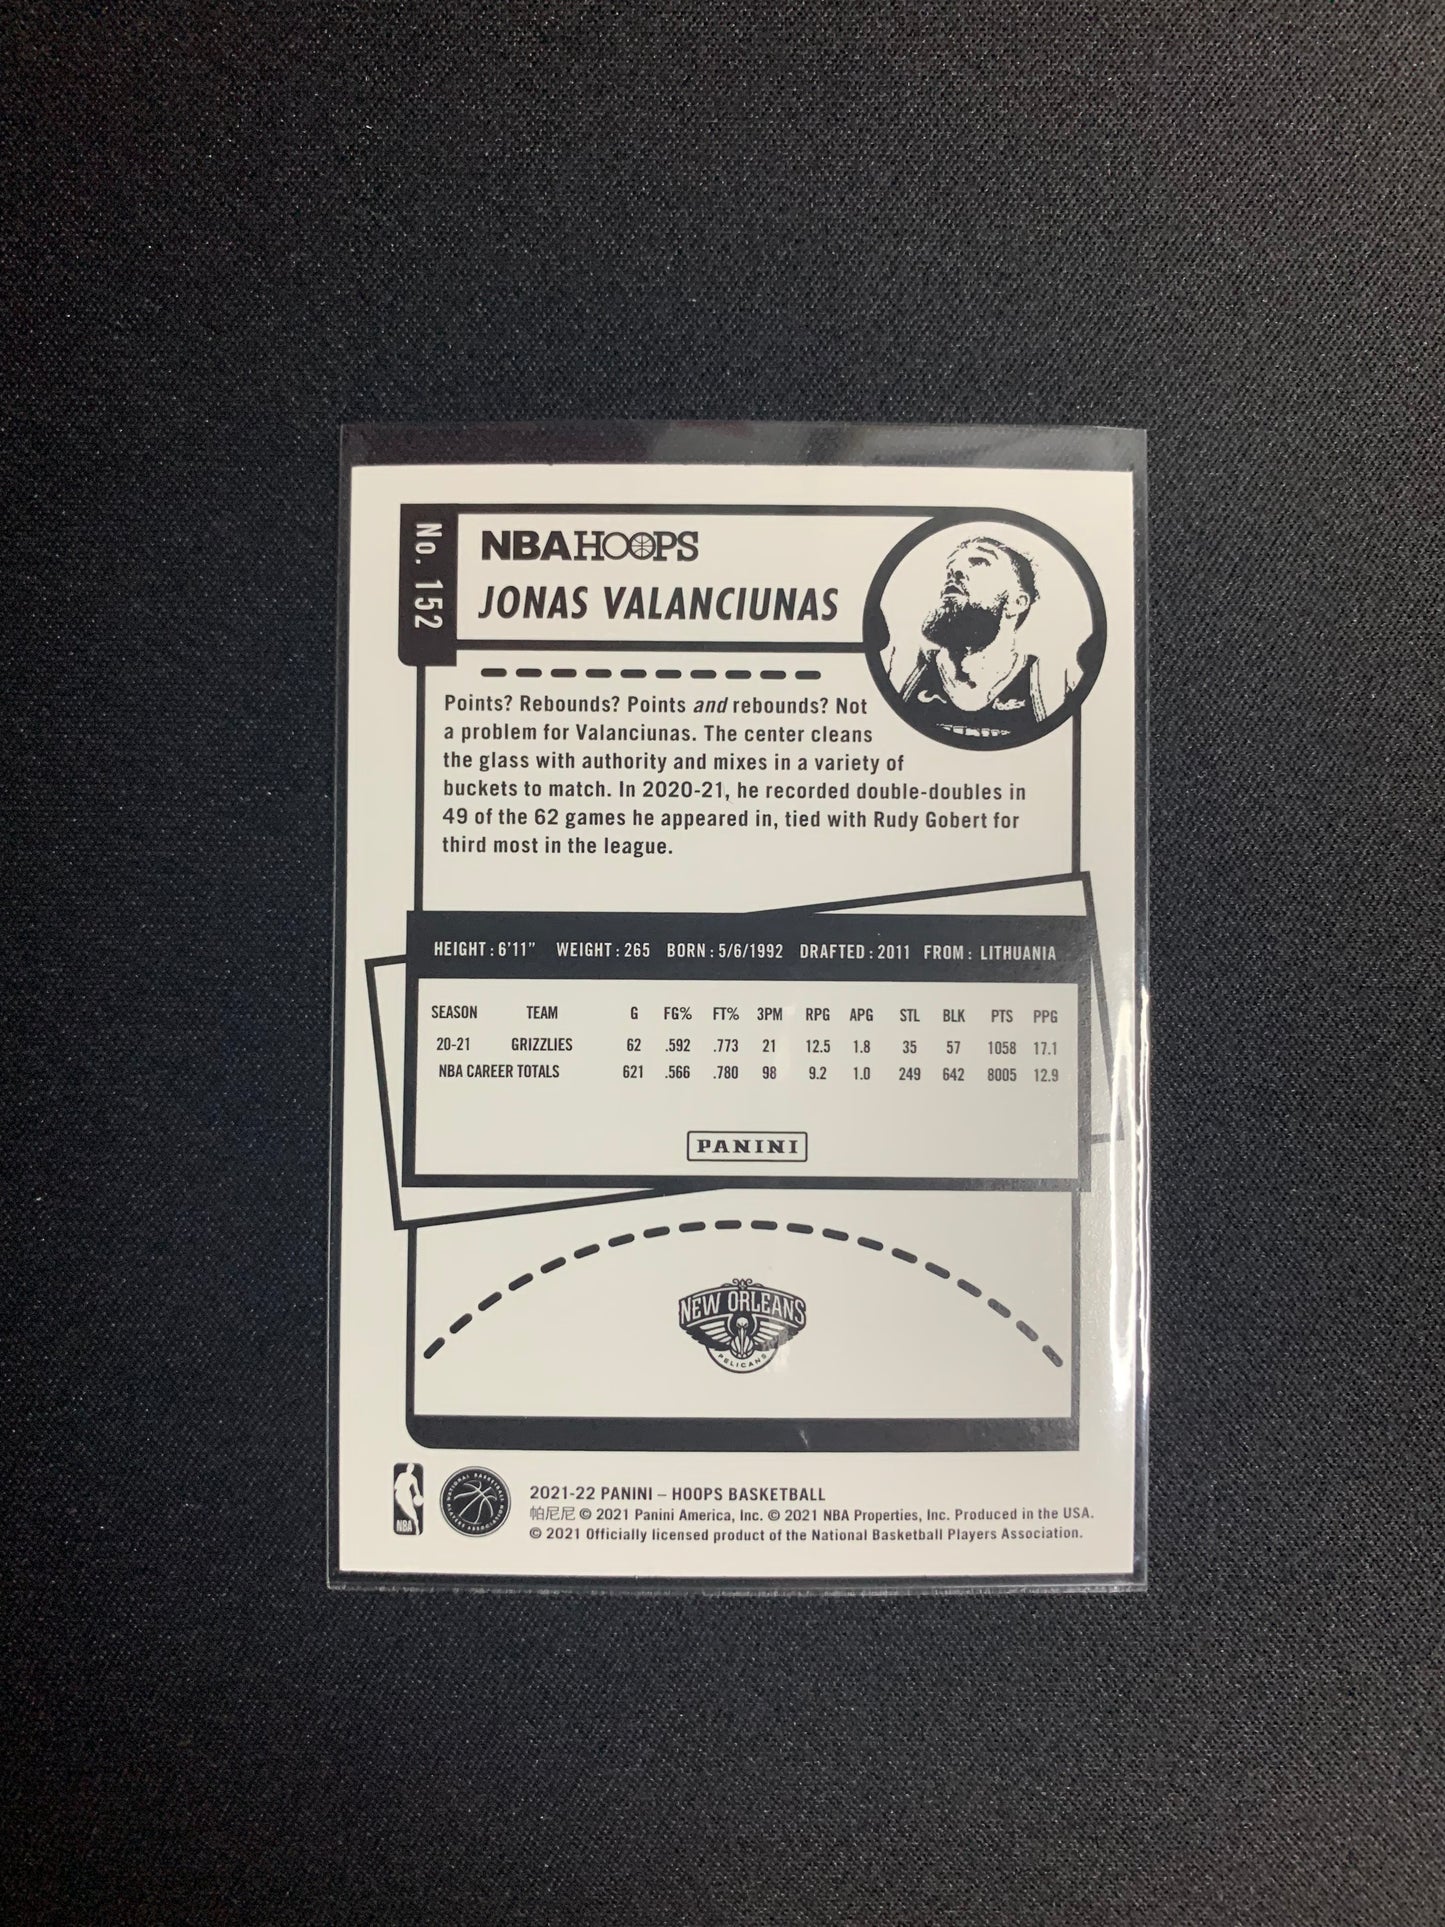 No. 152
NBA HOOPS
JONAS VALANCIUNAS
Points? Rebounds? Points and rebounds? Not
a problem for Valanciunas. The center cleans
the glass with authority and mixes in a variety of
buckets to match. In 2020-21, he recorded double-doubles in
49 of the 62 games he appeared in, tied with Rudy Gobert for
third most in the league.
HEIGHT : 6'11" WEIGHT : 265 BORN : 5/6/1992 DRAFTED : 2011 FROM : LITHUANIA
SEASON TEAM G FG% FT% 3PM RPG APG STL BLK PTS PPG
20-21 GRIZZLIES 62 .592 .773 21 12.5 1.8 35 57 1058 17.1
NBA CAREER TOTALS 621 .566 .780 98 9.2 1.0 249 642 8005 12.9
PANINI
NEW ORLEANS
PELICANS
NBA
NATIONAL BASKETBALL PLAYERS ASSOCIATION
2021-22 PANINI – HOOPS BASKETBALL
帕尼尼 © 2021 Panini America, Inc. © 2021 NBA Properties, Inc. Produced in the USA.
© 2021 Officially licensed product of the National Basketball Players Association.